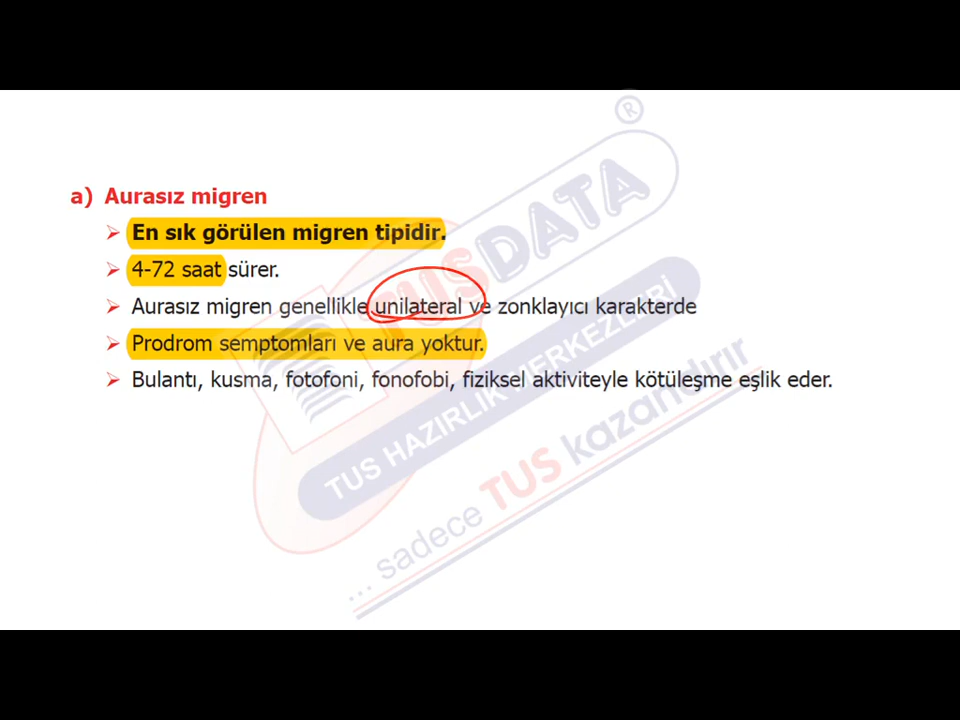 ®
TUSDATA
TUS HAZIRLIK MERKEZLERİ
... sadece TUS kazandırır
a) Aurasız migren
➢ En sık görülen migren tipidir.
➢ 4-72 saat sürer.
➢ Aurasız migren genellikle unilateral ve zonklayıcı karakterde
➢ Prodrom semptomları ve aura yoktur.
➢ Bulantı, kusma, fotofoni, fonofobi, fiziksel aktiviteyle kötüleşme eşlik eder.